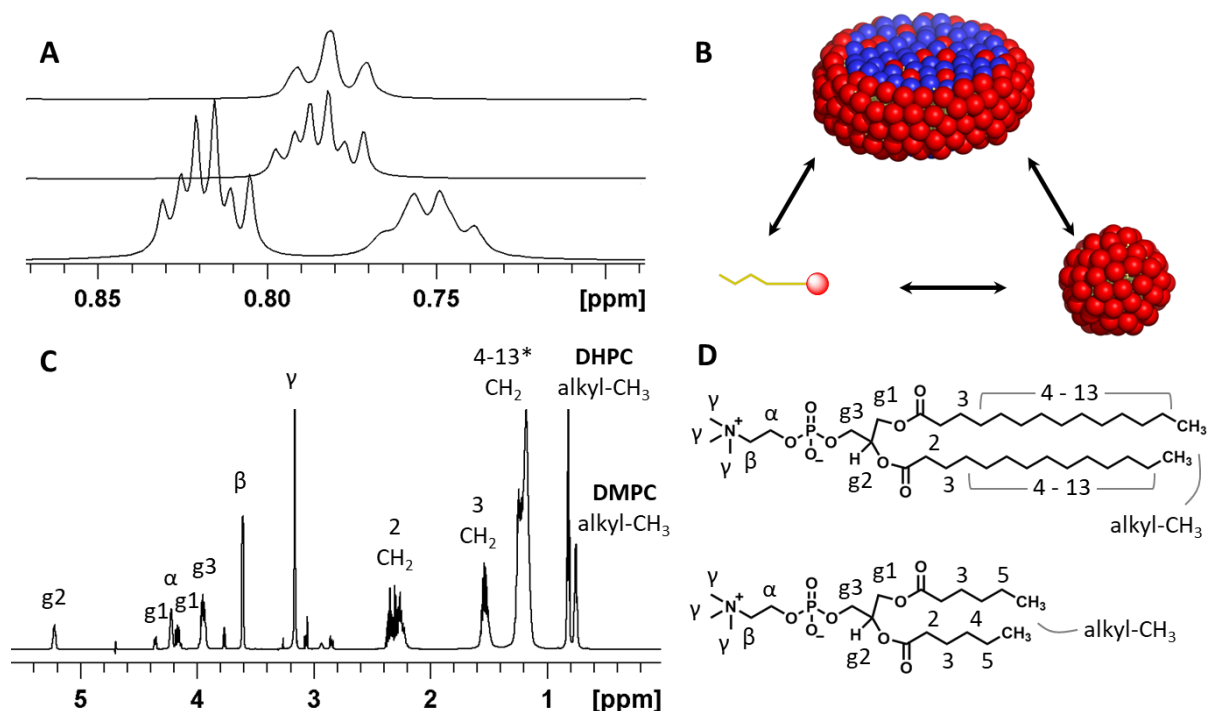 A
0.85 0.80 0.75 [ppm]
B
C
4-13* DHPC
CH2 alkyl-CH3
γ
DMPC
alkyl-CH3
β
3
CH2
2
CH2
g3
α
g2
g1 g1
5 4 3 2 1 [ppm]
D
g1 O 3 4 - 13
γ α O g3 O CH3
γ N+ O P O 2
γ β O- H O CH3
g2 O 3 4 - 13
alkyl-CH3
g1 O 3 5
γ α O g3 O CH3
γ N+ O P O 2 4
γ β O- H O CH3
g2 O 3 5
alkyl-CH3